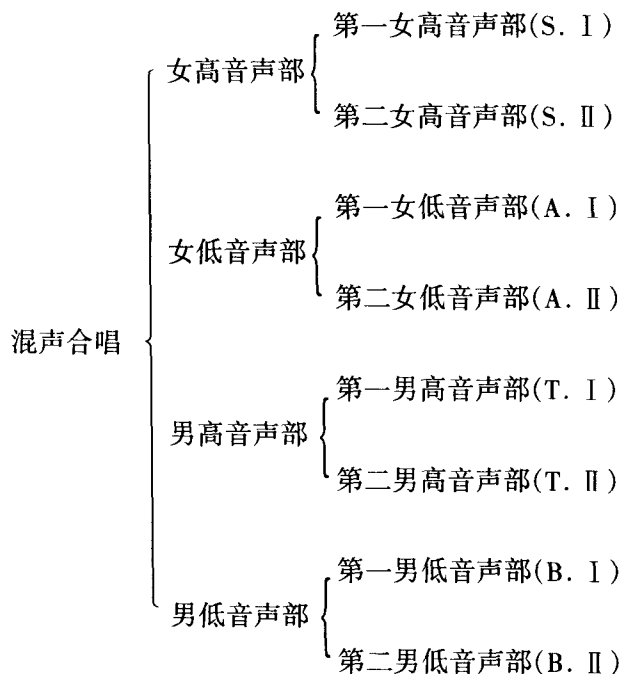 混声合唱
女高音声部
第一女高音声部(S. Ⅰ)
第二女高音声部(S. Ⅱ)
女低音声部
第一女低音声部(A. Ⅰ)
第二女低音声部(A. Ⅱ)
男高音声部
第一男高音声部(T. Ⅰ)
第二男高音声部(T. Ⅱ)
男低音声部
第一男低音声部(B. Ⅰ)
第二男低音声部(B. Ⅱ)